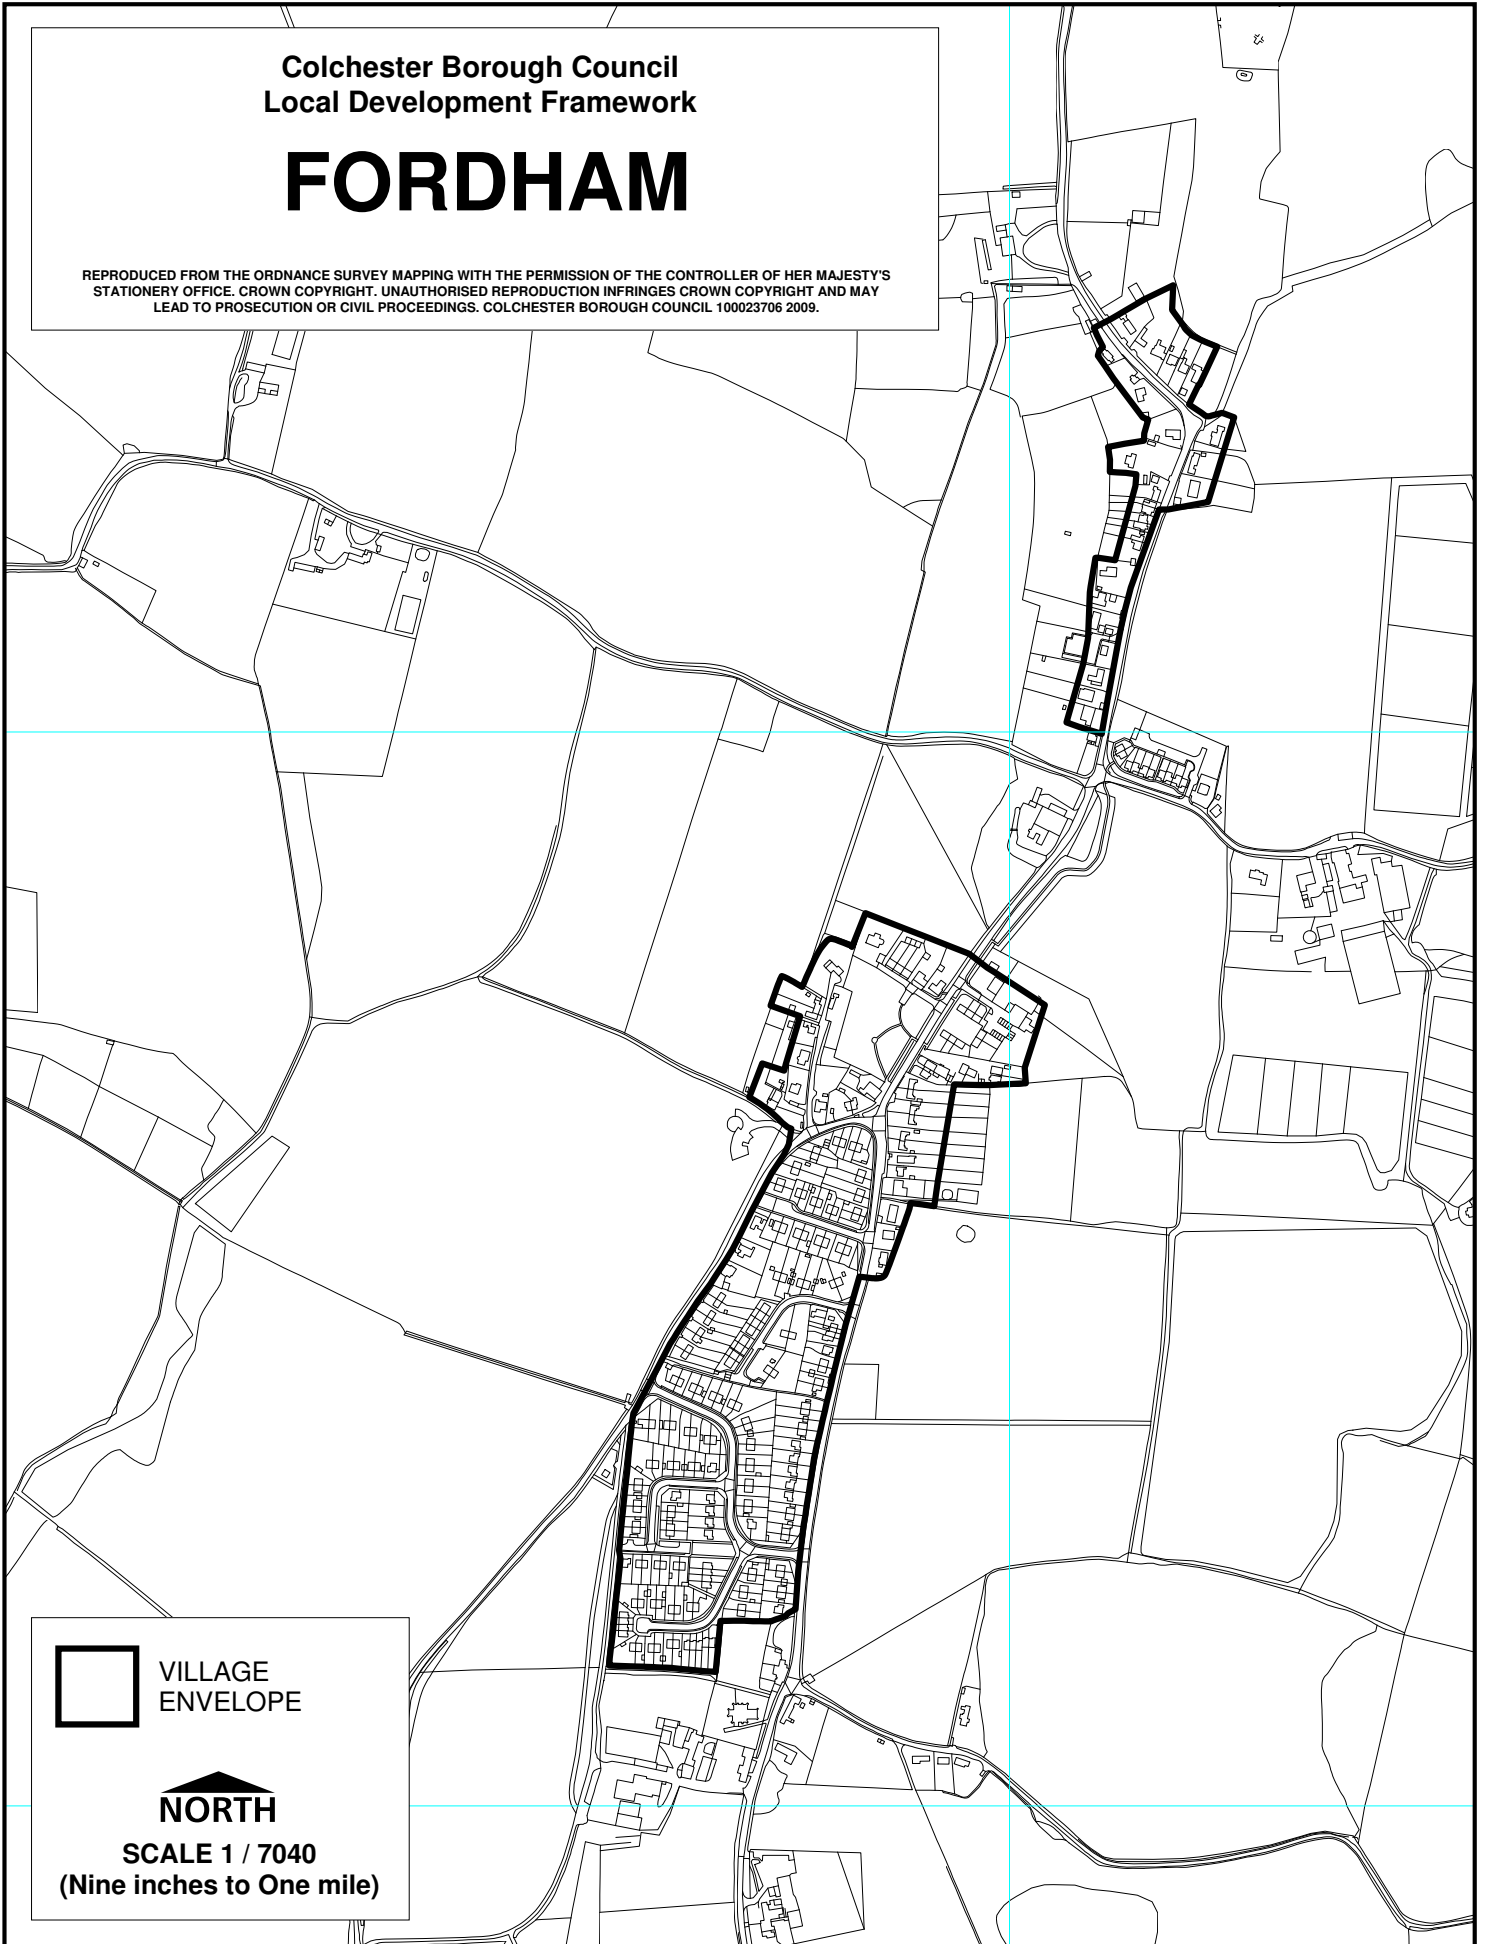 Colchester Borough Council
Local Development Framework
FORDHAM
REPRODUCED FROM THE ORDNANCE SURVEY MAPPING WITH THE PERMISSION OF THE CONTROLLER OF HER MAJESTY'S
STATIONERY OFFICE. CROWN COPYRIGHT. UNAUTHORISED REPRODUCTION INFRINGES CROWN COPYRIGHT AND MAY
LEAD TO PROSECUTION OR CIVIL PROCEEDINGS. COLCHESTER BOROUGH COUNCIL 100023706 2009.
VILLAGE
ENVELOPE
NORTH
SCALE 1 / 7040
(Nine inches to One mile)